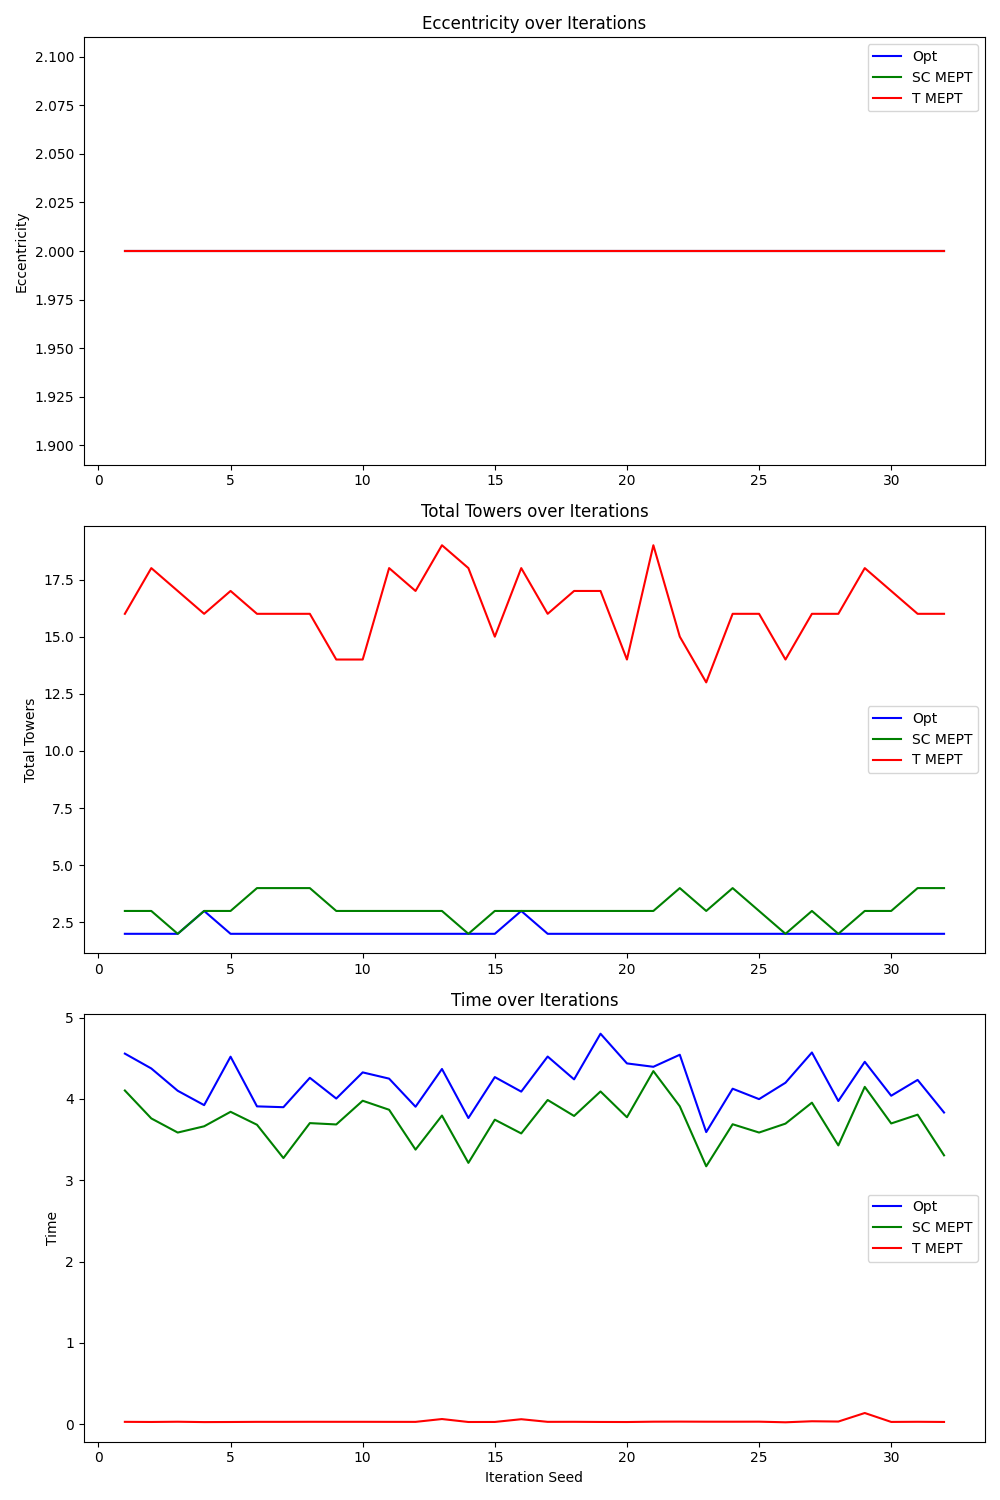 Eccentricity over Iterations
Eccentricity
2.100
2.075
2.050
2.025
2.000
1.975
1.950
1.925
1.900
Opt
SC MEPT
T MEPT
0 5 10 15 20 25 30
Total Towers over Iterations
Total Towers
17.5
15.0
12.5
10.0
7.5
5.0
2.5
Opt
SC MEPT
T MEPT
0 5 10 15 20 25 30
Time over Iterations
Time
5
4
3
2
1
0
Opt
SC MEPT
T MEPT
0 5 10 15 20 25 30
Iteration Seed